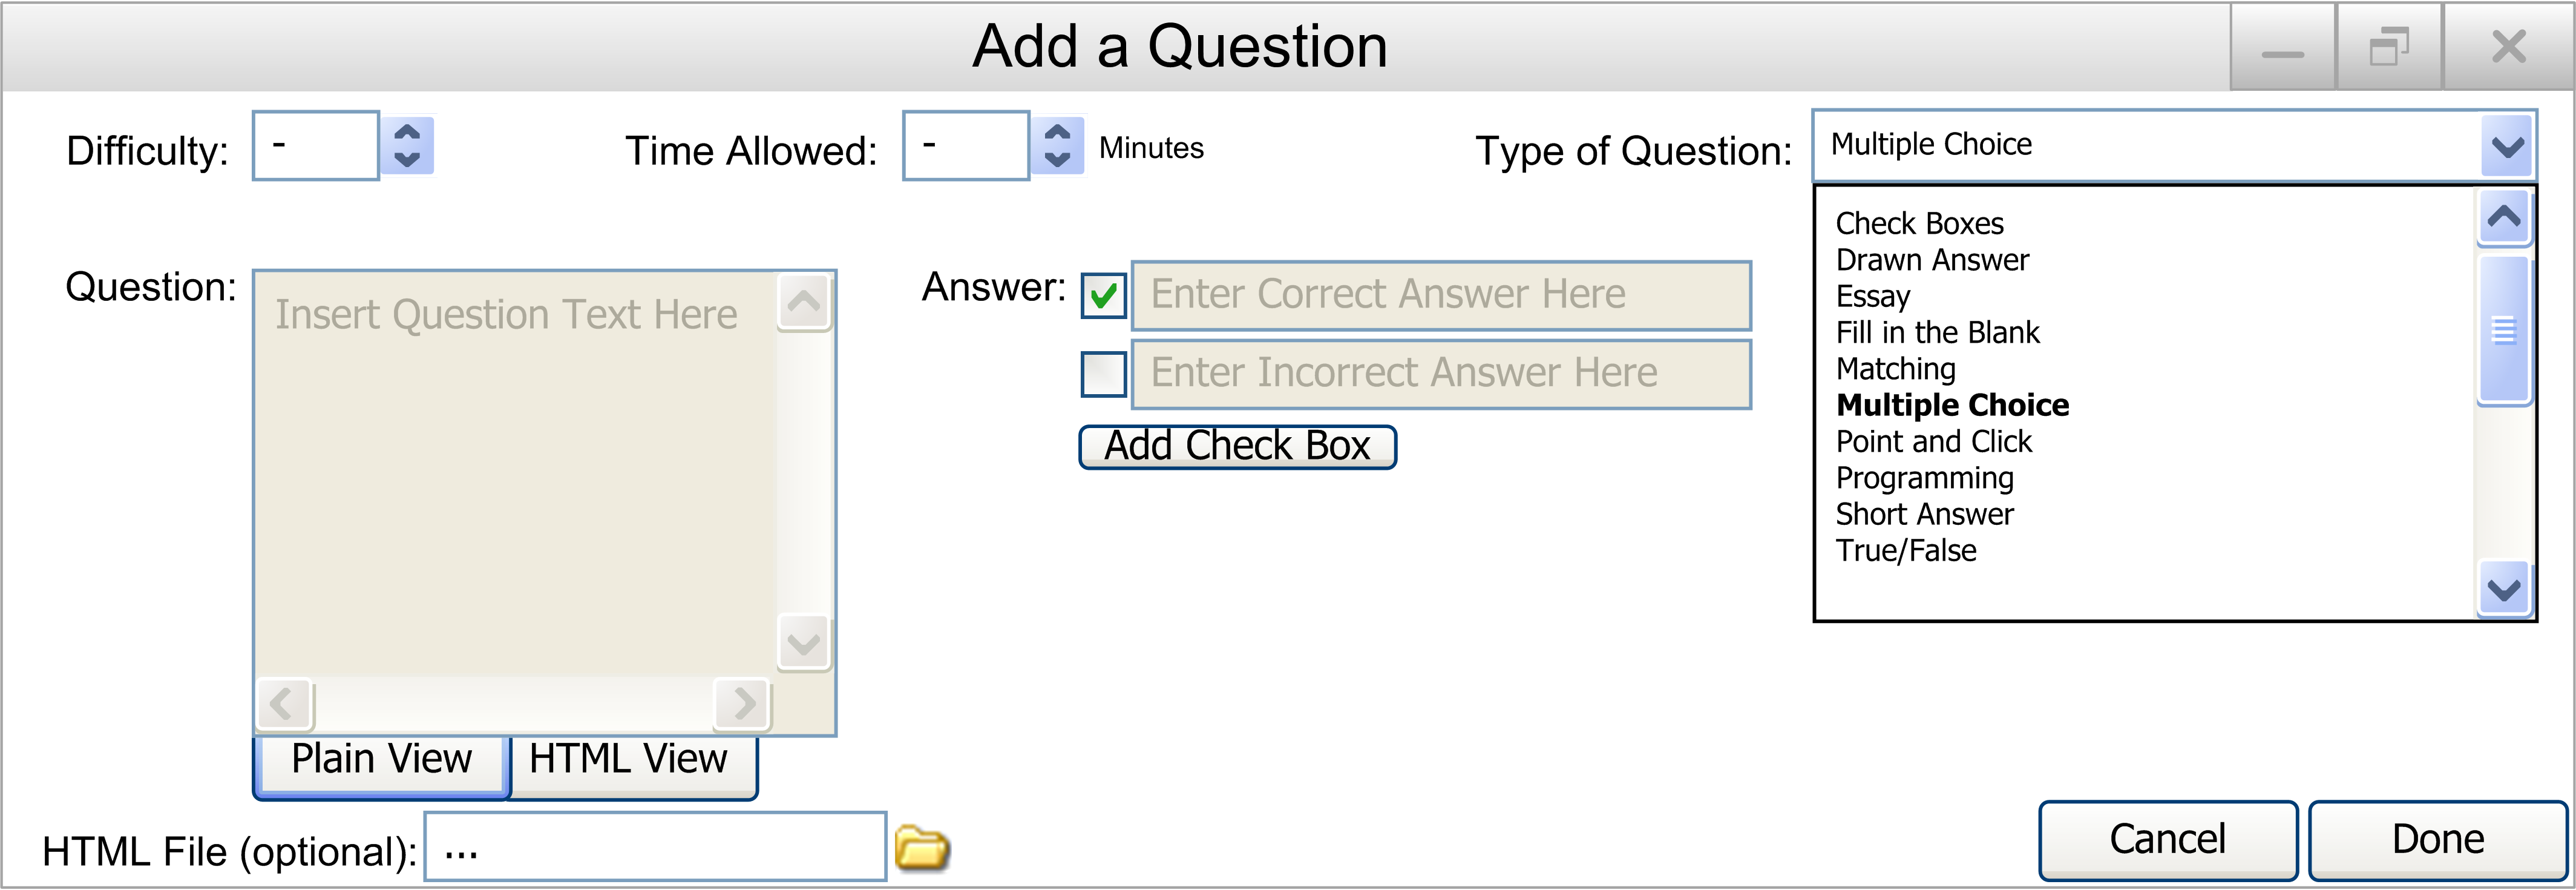 Add a Question
Difficulty: -
Time Allowed: - Minutes
Type of Question: Multiple Choice
Check Boxes
Drawn Answer
Essay
Fill in the Blank
Matching
Multiple Choice
Point and Click
Programming
Short Answer
True/False
Question: Insert Question Text Here
Answer: Enter Correct Answer Here
Enter Incorrect Answer Here
Add Check Box
Plain View HTML View
HTML File (optional): ...
Cancel Done